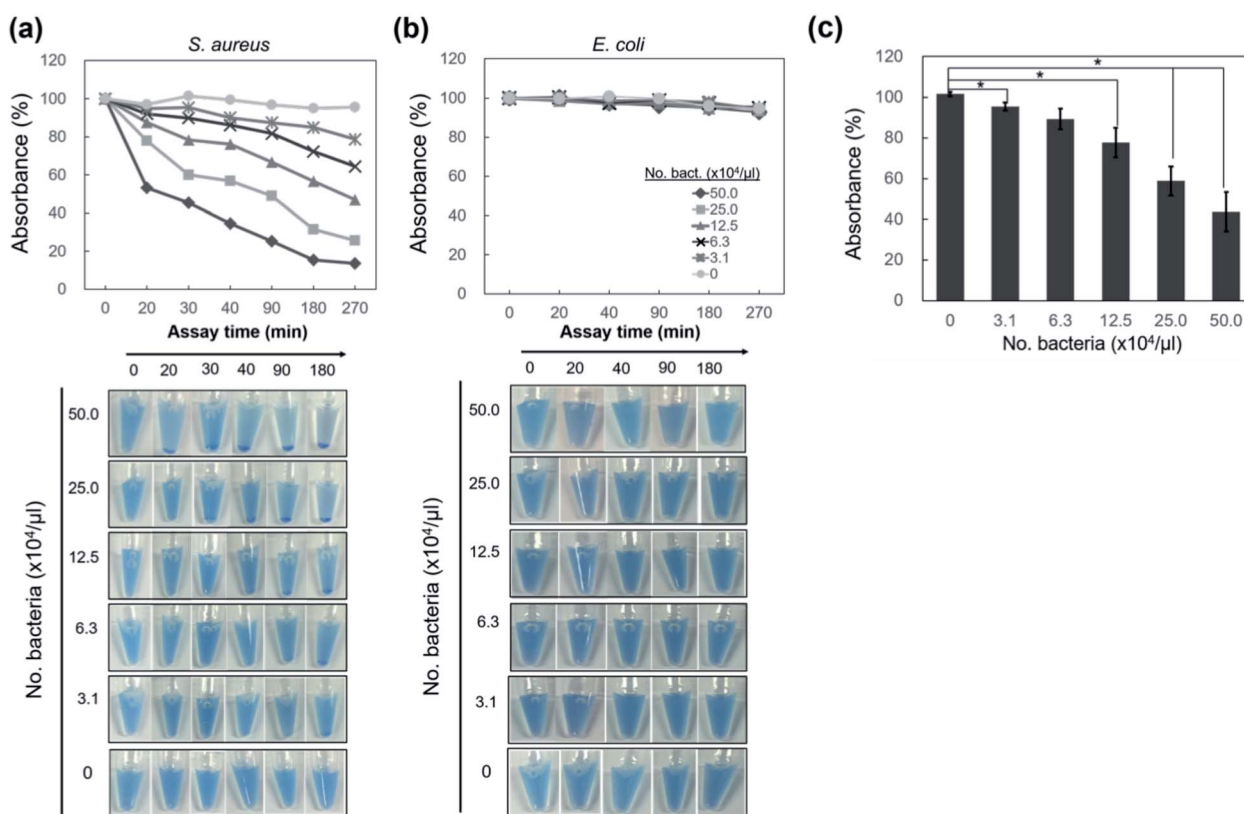 (a)
S. aureus
Absorbance (%)
120
100
80
60
40
20
0
0 20 30 40 90 180 270
Assay time (min)
0 20 30 40 90 180
No. bacteria (x10⁴/µl)
50.0
25.0
12.5
6.3
3.1
0
(b)
E. coli
Absorbance (%)
120
100
80
60
40
20
0
No. bact. (x10⁴/µl)
50.0
25.0
12.5
6.3
3.1
0
0 20 40 90 180 270
Assay time (min)
0 20 40 90 180
No. bacteria (x10⁴/µl)
50.0
25.0
12.5
6.3
3.1
0
(c)
Absorbance (%)
120
100
80
60
40
20
0
*
*
*
0 3.1 6.3 12.5 25.0 50.0
No. bacteria (x10⁴/µl)